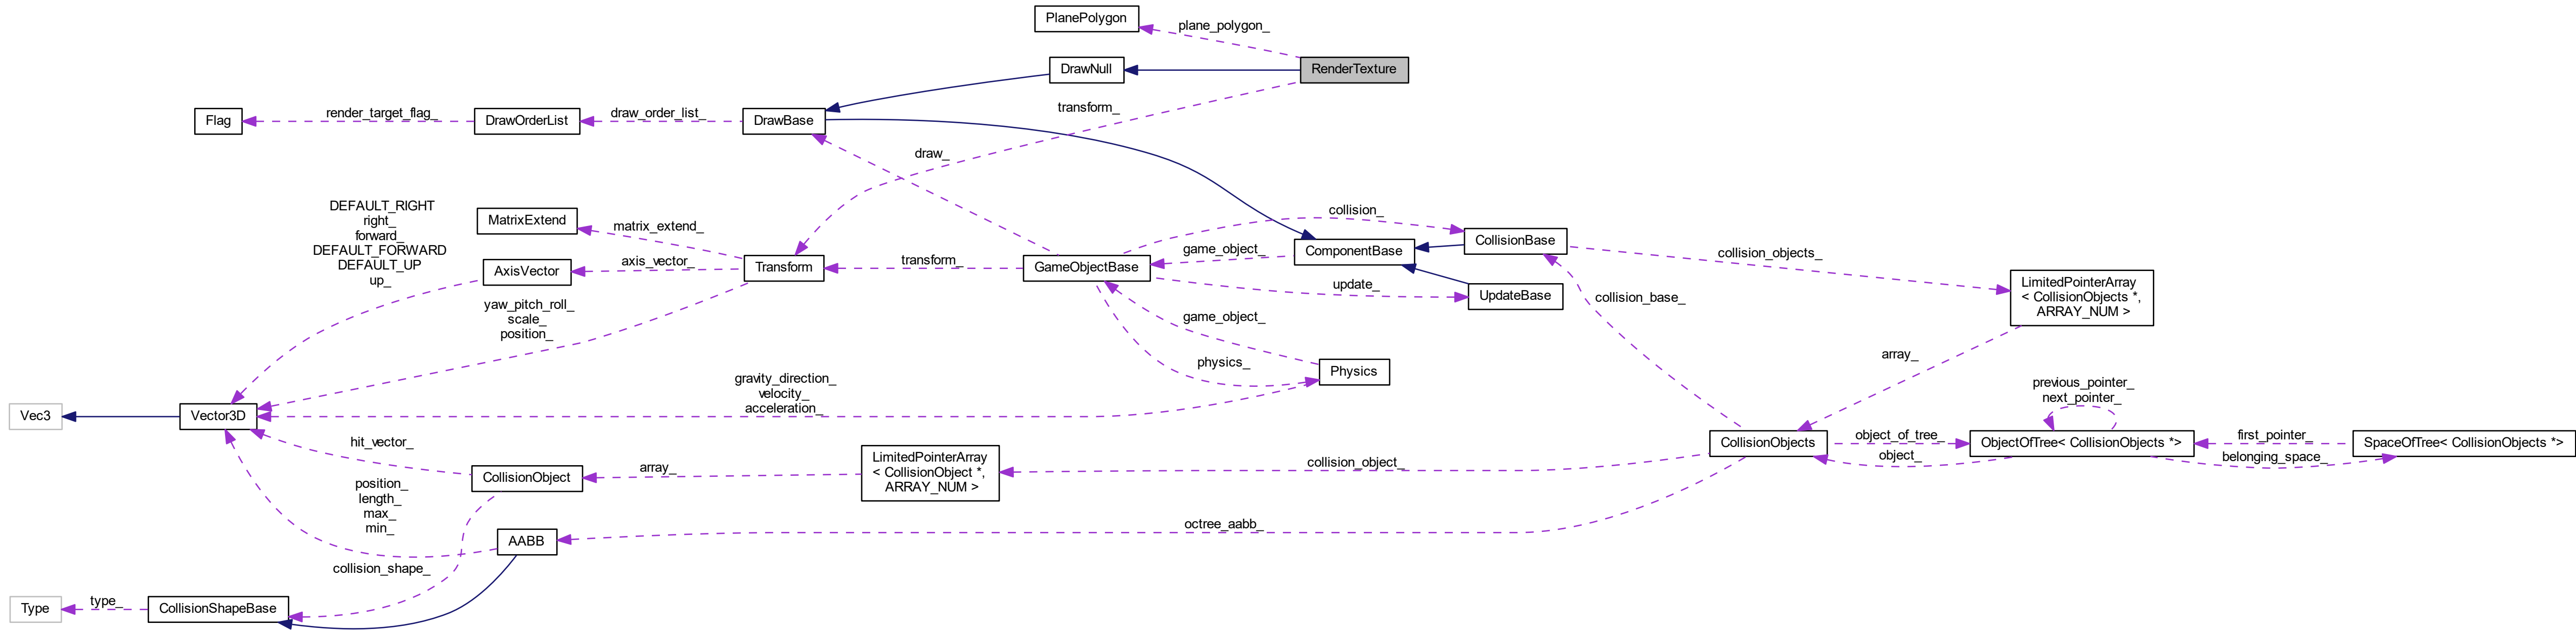 PlanePolygon
plane_polygon_
DrawNull
RenderTexture
transform_
Flag
render_target_flag_
DrawOrderList
draw_order_list_
DrawBase
draw_
DEFAULT_RIGHT
right_
forward_
DEFAULT_FORWARD
DEFAULT_UP
up_
MatrixExtend
matrix_extend_
AxisVector
axis_vector_
Transform
transform_
GameObjectBase
collision_
game_object_
ComponentBase
CollisionBase
collision_objects_
update_
UpdateBase
collision_base_
LimitedPointerArray
< CollisionObjects *,
ARRAY_NUM >
yaw_pitch_roll_
scale_
position_
game_object_
physics_
Physics
array_
gravity_direction_
velocity_
acceleration_
previous_pointer_
next_pointer_
Vec3
Vector3D
hit_vector_
CollisionObject
array_
LimitedPointerArray
< CollisionObject *,
ARRAY_NUM >
collision_object_
CollisionObjects
object_of_tree_
object_
ObjectOfTree< CollisionObjects *>
first_pointer_
belonging_space_
SpaceOfTree< CollisionObjects *>
position_
length_
max_
min_
AABB
octree_aabb_
collision_shape_
Type
type_
CollisionShapeBase